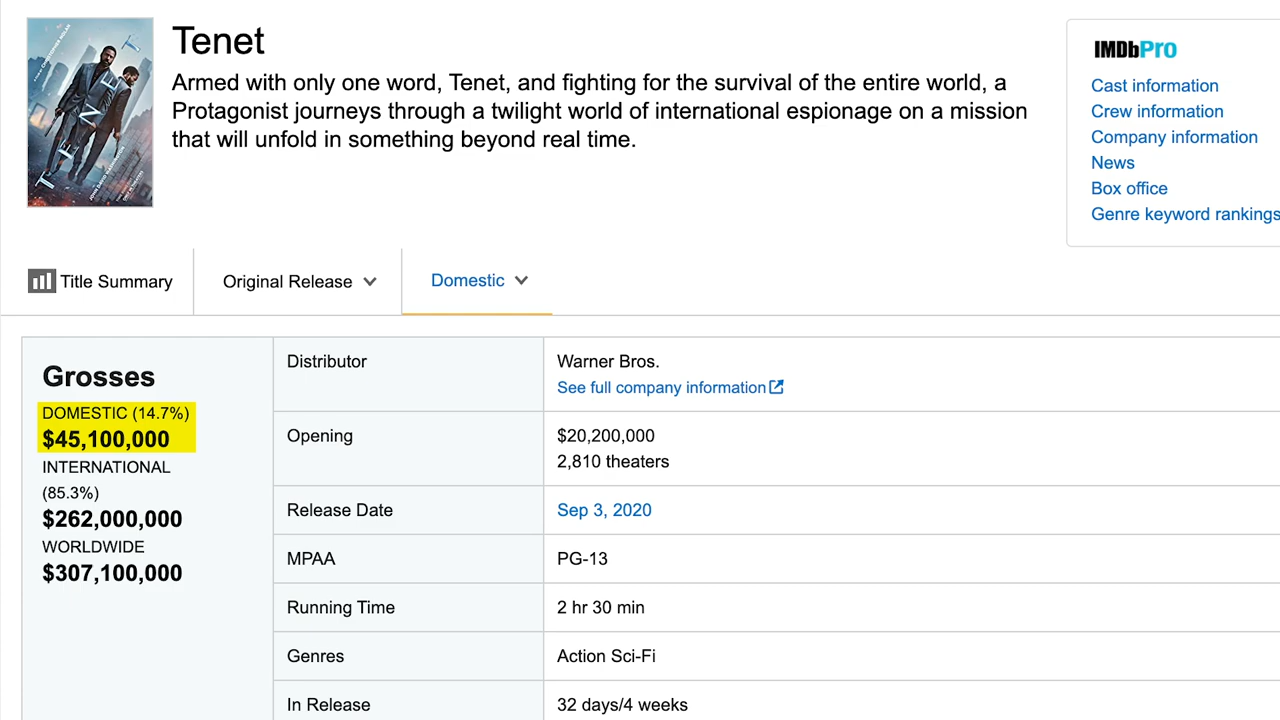 Tenet
Armed with only one word, Tenet, and fighting for the survival of the entire world, a
Protagonist journeys through a twilight world of international espionage on a mission
that will unfold in something beyond real time.
TENET
IMDbPro
Cast information
Crew information
Company information
News
Box office
Genre keyword rankings
Title Summary
Original Release
Domestic
Grosses
DOMESTIC (14.7%)
$45,100,000
INTERNATIONAL
(85.3%)
$262,000,000
WORLDWIDE
$307,100,000
Distributor
Warner Bros.
See full company information
Opening
$20,200,000
2,810 theaters
Release Date
Sep 3, 2020
MPAA
PG-13
Running Time
2 hr 30 min
Genres
Action Sci-Fi
In Release
32 days/4 weeks